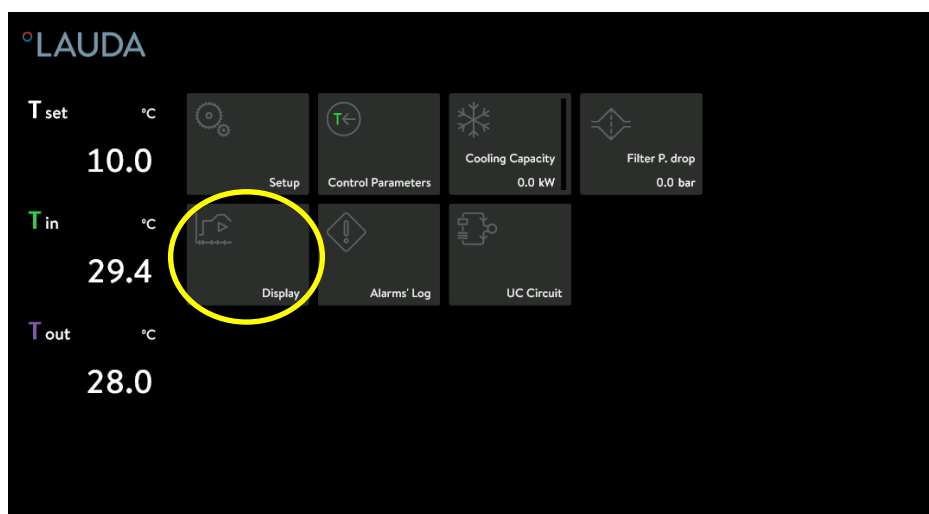 °LAUDA
T set °C
10.0
T in °C
29.4
T out °C
28.0
Setup
T← 
Control Parameters
Cooling Capacity
0.0 kW
Filter P. drop
0.0 bar
Display
Alarms' Log
UC Circuit